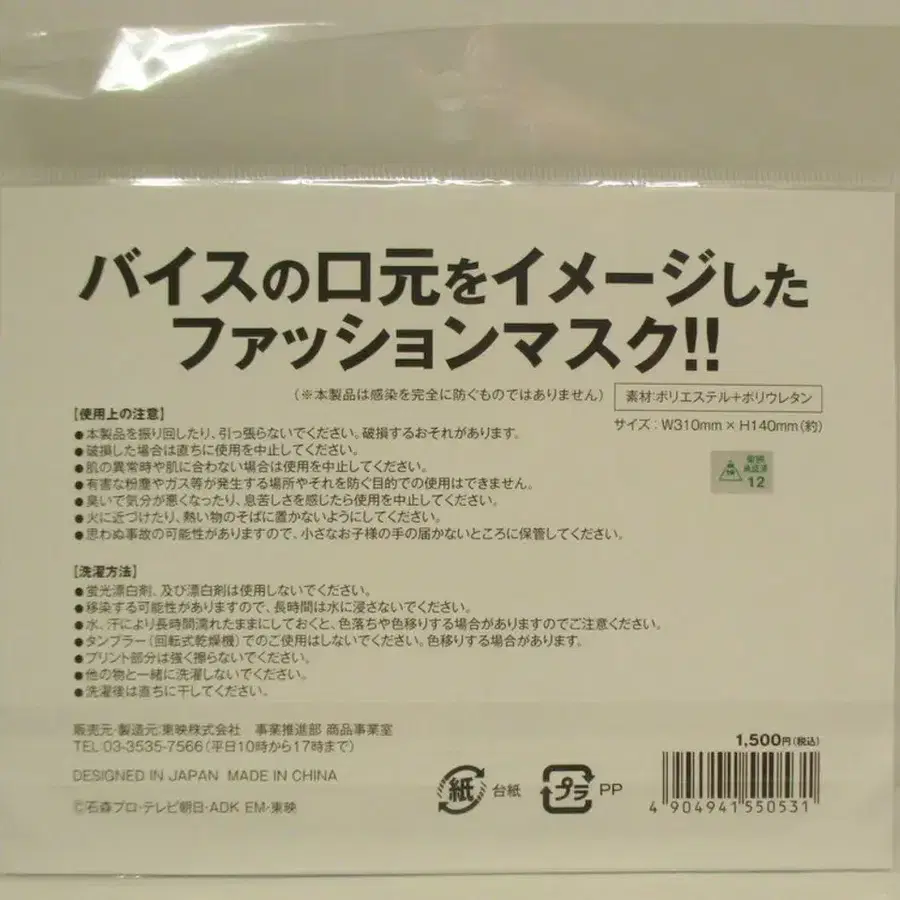 バイスの口元をイメージした
ファッションマスク!!
(※本製品は感染を完全に防ぐものではありません)
素材:ポリエステル+ポリウレタン
サイズ：W310mm×H140mm(約)
【使用上の注意】
●本製品を振り回したり、引っ張らないでください。破損するおそれがあります。
●破損した場合は直ちに使用を中止してください。
●肌の異常時や肌に合わない場合は使用を中止してください。
●有害な粉塵やガス等が発生する場所やそれを防ぐ目的での使用はできません。
●臭いで気分が悪くなったり、息苦しさを感じたら使用を中止してください。
●火に近づけたり、熱い物のそばに置かないようにしてください。
●思わぬ事故の可能性がありますので、小さなお子様の手の届かないところに保管してください。
12
【洗濯方法】
●蛍光漂白剤、及び漂白剤は使用しないでください。
●移染する可能性がありますので、長時間は水に浸さないでください。
●水、汗により長時間濡れたままにしておくと、色落ちや色移りする場合がありますのでご注意ください。
●タンブラー(回転式乾燥機)でのご使用はしないでください。色移りする場合があります。
●プリント部分は強く擦らないでください。
●他の物と一緒に洗濯しないでください。
●洗濯後は直ちに干してください。
販売元・製造元:東映株式会社　事業推進部 商品事業室
TEL 03-3535-7566(平日10時から17時まで)
DESIGNED IN JAPAN MADE IN CHINA
©石森プロ・テレビ朝日・ADK EM・東映
紙 台紙
プラ PP
1,500円(税込)
4 904941 550531